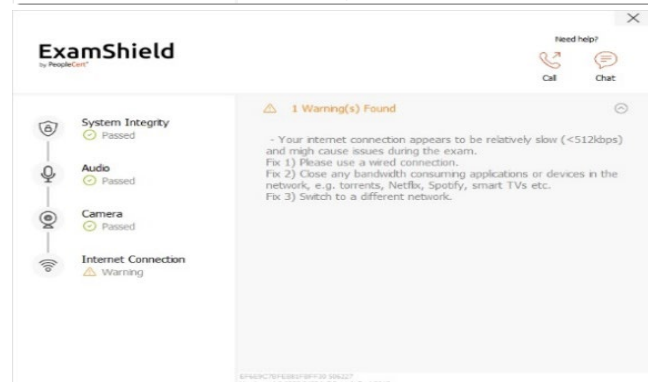 Need help?
ExamShield
by PeopleCert
Call
Chat
1 Warning(s) Found
System Integrity
Passed
- Your internet connection appears to be relatively slow (<512kbps)
and migh cause issues during the exam.
Fix 1) Please use a wired connection.
Fix 2) Close any bandwidth consuming applications or devices in the
network, e.g. torrents, Netflix, Spotify, smart TVs etc.
Fix 3) Switch to a different network.
Audio
Passed
Camera
Passed
Internet Connection
Warning